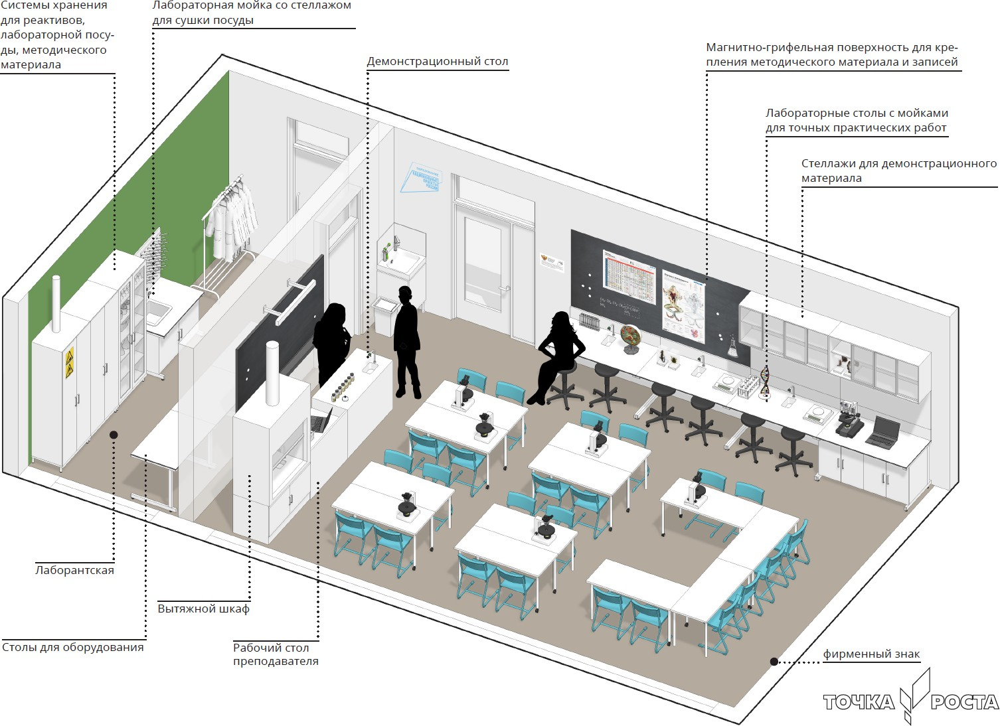 Системы хранения
для реактивов,
лабораторной посу-
ды, методического
материала
Лабораторная мойка со стеллажом
для сушки посуды
Демонстрационный стол
Магнитно-грифельная поверхность для кре-
пления методического материала и записей
Лабораторные столы с мойками
для точных практических работ
Стеллажи для демонстрационного
материала
Лаборантская
Вытяжной шкаф
Столы для оборудования
Рабочий стол
преподавателя
фирменный знак
ТОЧКА РОСТА